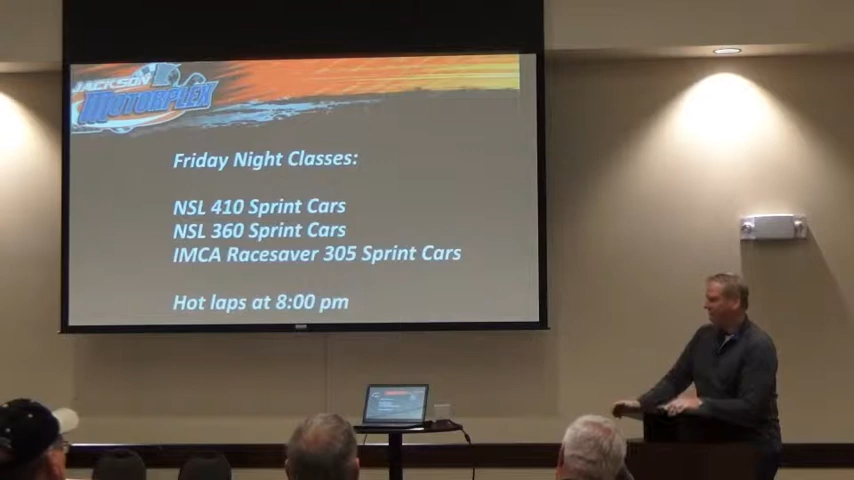 JACKSON
MOTORPLEX
Friday Night Classes:
NSL 410 Sprint Cars
NSL 360 Sprint Cars
IMCA Racesaver 305 Sprint Cars
Hot laps at 8:00 pm